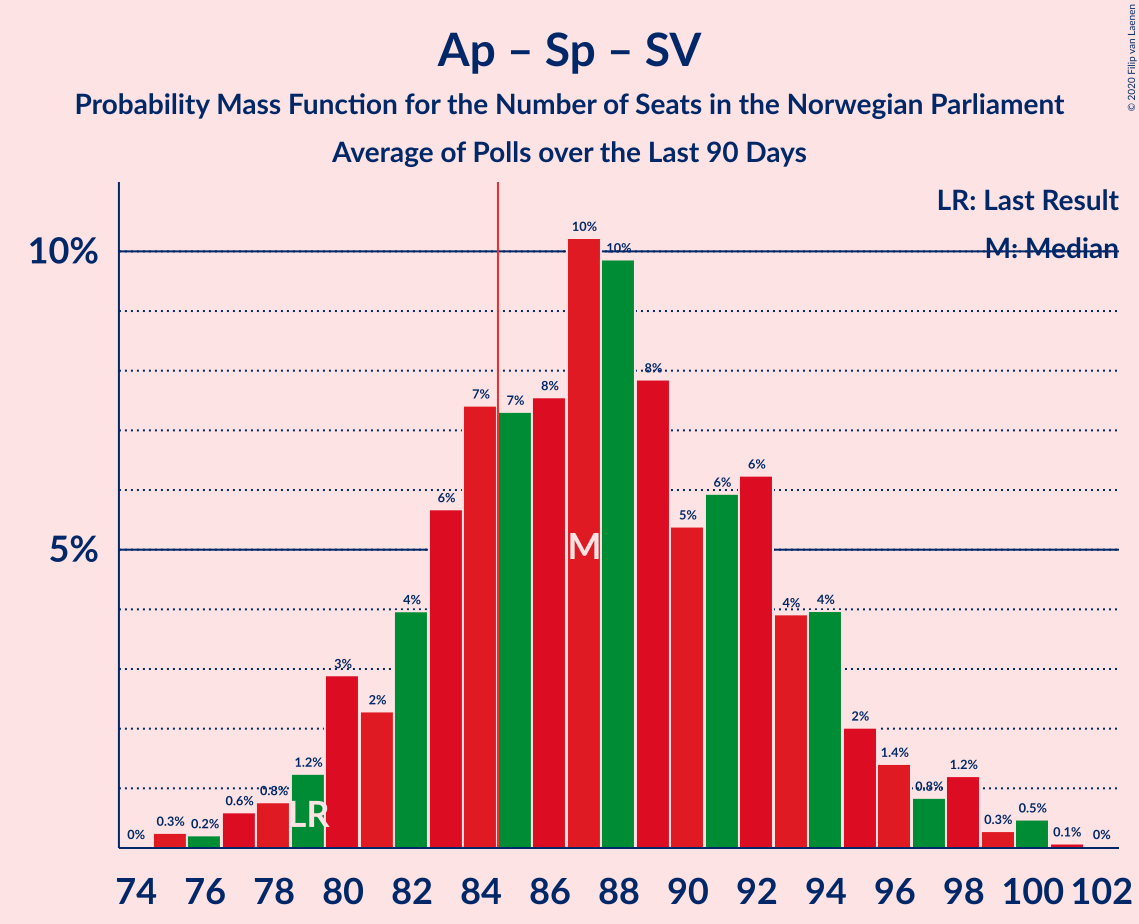 © 2020 Filip van Laenen
Ap – Sp – SV
Probability Mass Function for the Number of Seats in the Norwegian Parliament
Average of Polls over the Last 90 Days
LR: Last Result
M: Median
10%
5%
0% 0.3% 0.2% 0.6% 0.8% 1.2% 3% 2% 4% 6% 7% 7% 8% 10% 10% 8% 5% 6% 6% 4% 4% 2% 1.4% 0.8% 1.2% 0.3% 0.5% 0.1% 0%
M
LR
74 76 78 80 82 84 86 88 90 92 94 96 98 100 102